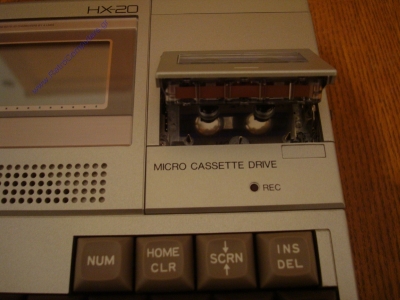 HX-20
MICRO CASSETTE DRIVE
REC
NUM
HOME
CLR
↓
SCRN
↑
INS
DEL